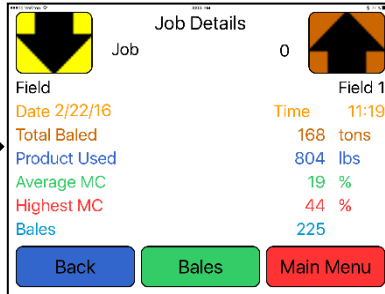 Job Details
Job 0
Field Field 1
Date 2/22/16 Time 11:19
Total Baled 168 tons
Product Used 804 lbs
Average MC 19 %
Highest MC 44 %
Bales 225
Back Bales Main Menu